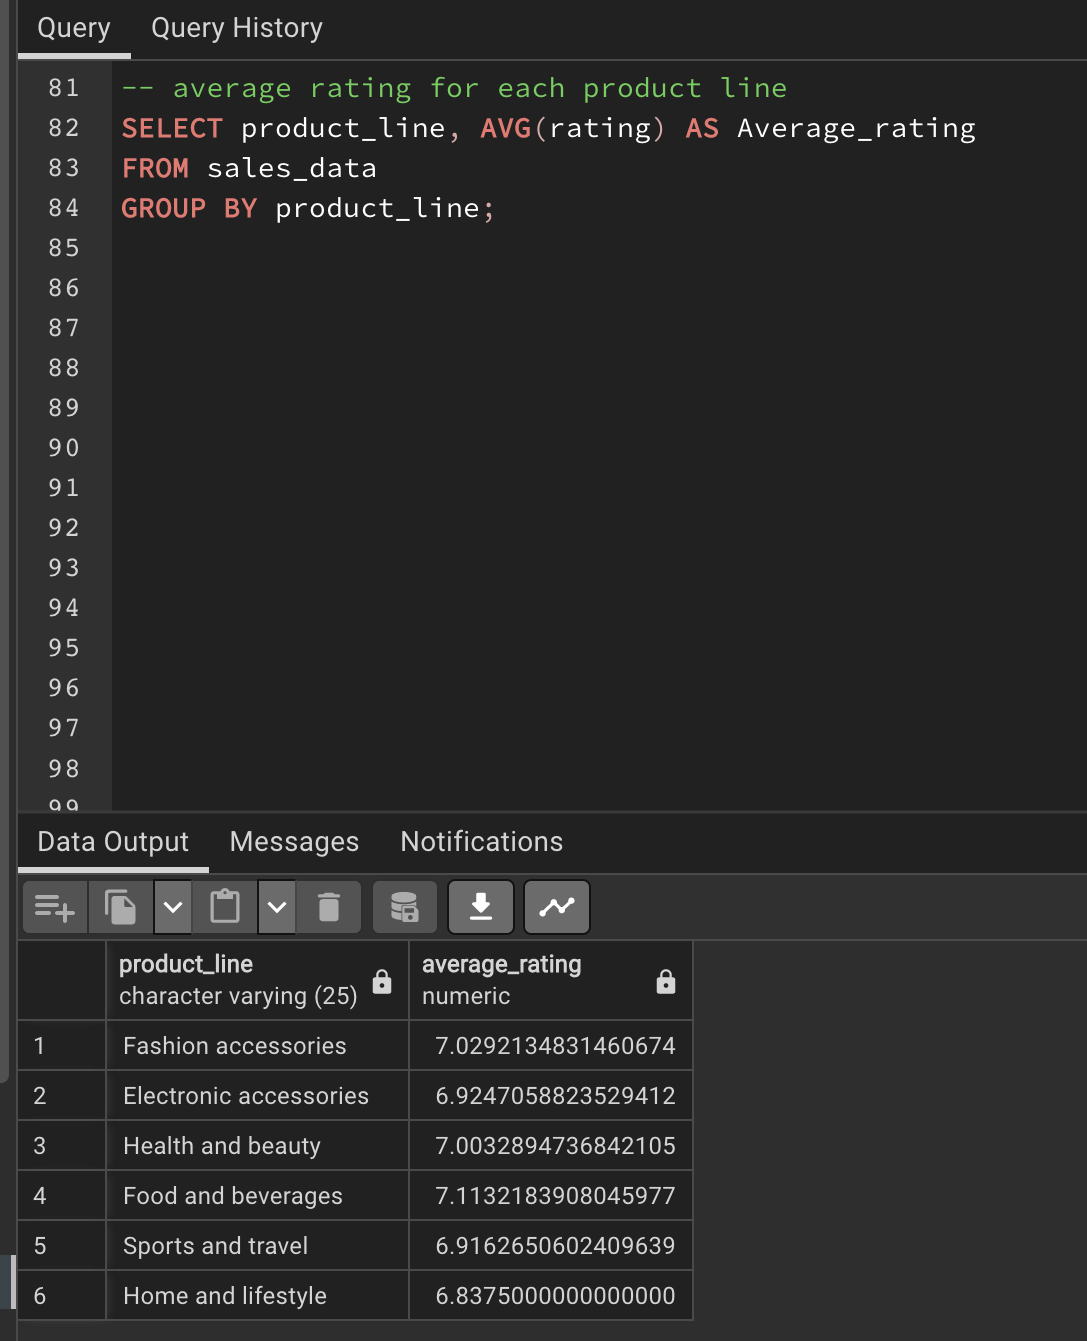 Query Query History
81 -- average rating for each product line
82 SELECT product_line, AVG(rating) AS Average_rating
83 FROM sales_data
84 GROUP BY product_line;
85
86
87
88
89
90
91
92
93
94
95
96
97
98
99
Data Output Messages Notifications
product_line average_rating
character varying (25) numeric
1 Fashion accessories 7.0292134831460674
2 Electronic accessories 6.9247058823529412
3 Health and beauty 7.0032894736842105
4 Food and beverages 7.1132183908045977
5 Sports and travel 6.9162650602409639
6 Home and lifestyle 6.8375000000000000